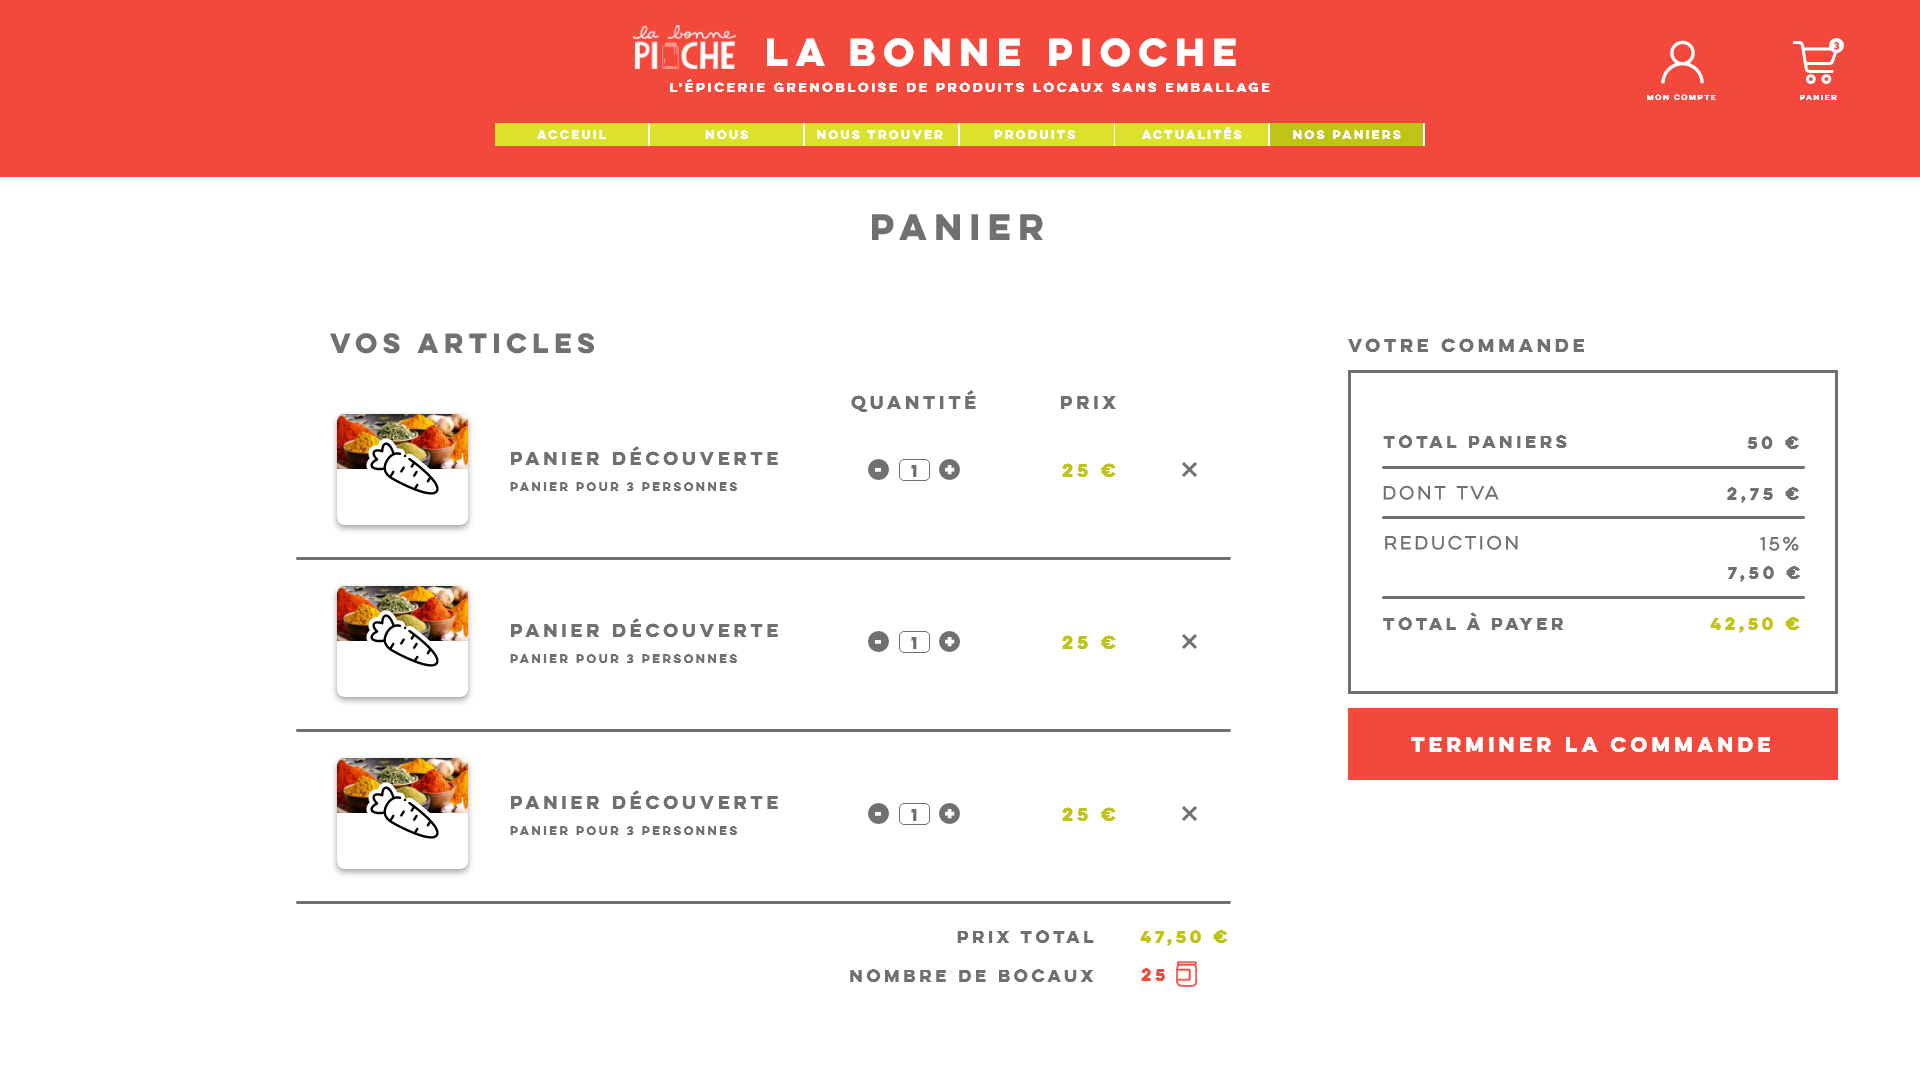 la bonne
PIOCHE
LA BONNE PIOCHE
L'ÉPICERIE GRENOBLOISE DE PRODUITS LOCAUX SANS EMBALLAGE
MON COMPTE
3
PANIER
ACCEUIL
NOUS
NOUS TROUVER
PRODUITS
ACTUALITÉS
NOS PANIERS
PANIER
VOS ARTICLES
QUANTITÉ
PRIX
PANIER DÉCOUVERTE
PANIER POUR 3 PERSONNES
- 1 +
25 €
×
PANIER DÉCOUVERTE
PANIER POUR 3 PERSONNES
- 1 +
25 €
×
PANIER DÉCOUVERTE
PANIER POUR 3 PERSONNES
- 1 +
25 €
×
PRIX TOTAL 47,50 €
NOMBRE DE BOCAUX 25
VOTRE COMMANDE
TOTAL PANIERS 50 €
DONT TVA 2,75 €
REDUCTION 15%
7,50 €
TOTAL À PAYER 42,50 €
TERMINER LA COMMANDE